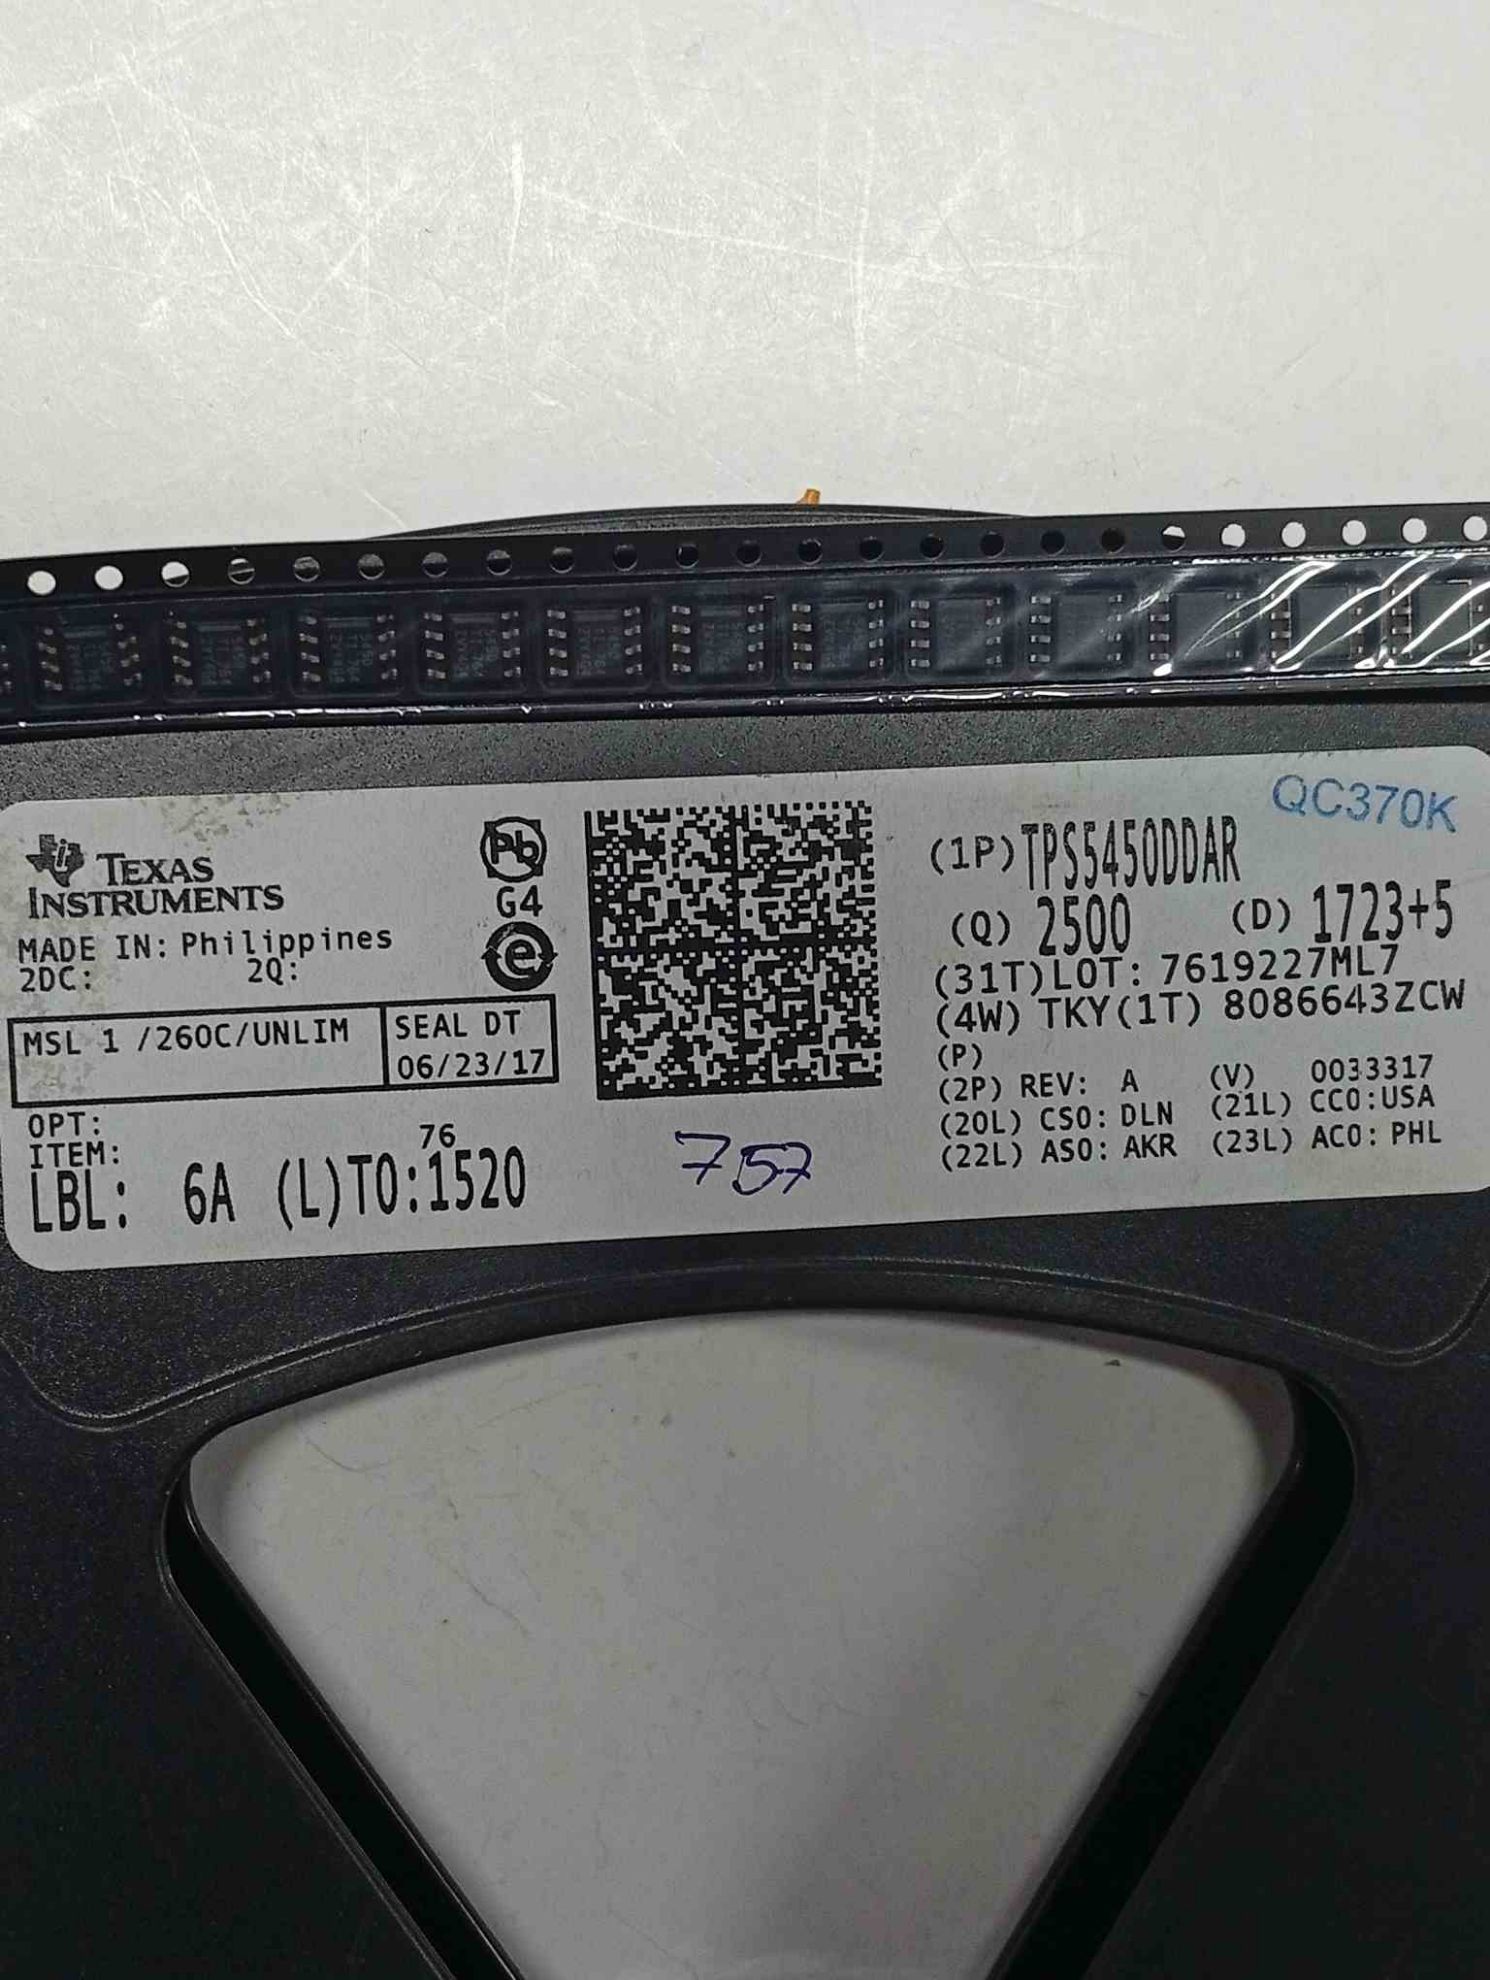 QC370K
TEXAS
INSTRUMENTS
MADE IN: Philippines
2DC: 2Q:
Pb
G4
e
MSL 1 /260C/UNLIM
SEAL DT
06/23/17
OPT:
ITEM: 76
LBL: 6A (L)TO:1520
757
(1P) TPS5450DDAR
(Q) 2500 (D) 1723+5
(31T)LOT: 7619227ML7
(4W) TKY(1T) 8086643ZCW
(P)
(2P) REV: A (V) 0033317
(20L) CSO: DLN (21L) CCO:USA
(22L) ASO: AKR (23L) ACO: PHL